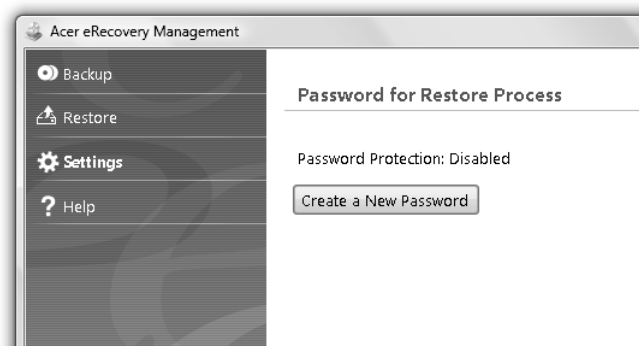 Acer eRecovery Management
Backup
Restore
Settings
Help
Password for Restore Process
Password Protection: Disabled
Create a New Password